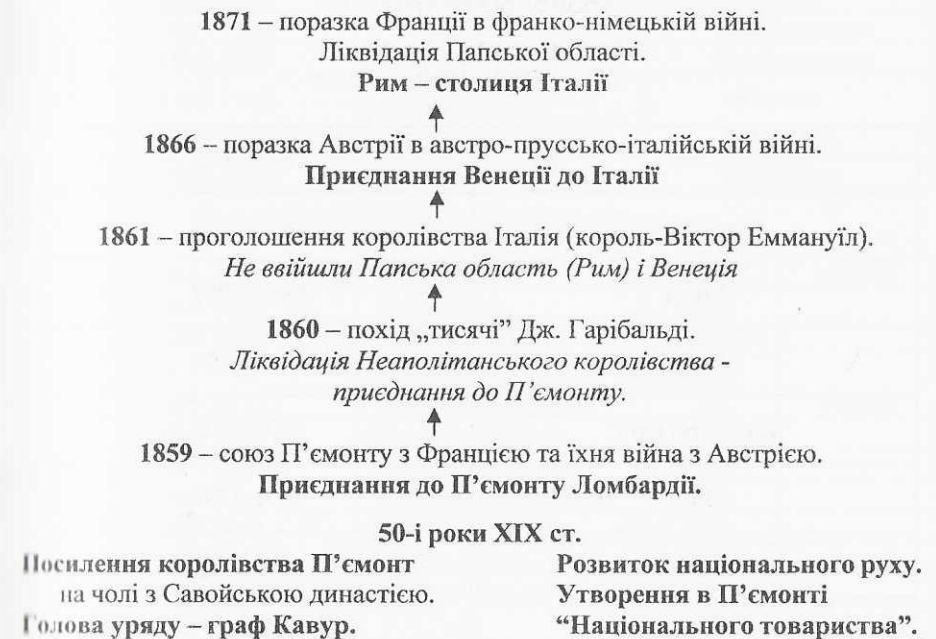 1871 – поразка Франції в франко-німецькій війні.
Ліквідація Папської області.
Рим – столиця Італії
1866 – поразка Австрії в австро-пруссько-італійській війні.
Приєднання Венеції до Італії
1861 – проголошення королівства Італія (король-Віктор Еммануїл).
Не ввійшли Папська область (Рим) і Венеція
1860 – похід „тисячі” Дж. Гарібальді.
Ліквідація Неаполітанського королівства -
приєднання до П’ємонту.
1859 – союз П’ємонту з Францією та їхня війна з Австрією.
Приєднання до П’ємонту Ломбардії.
50-і роки XIX ст.
Посилення королівства П’ємонт
на чолі з Савойською династією.
Голова уряду – граф Кавур.
Розвиток національного руху.
Утворення в П’ємонті
“Національного товариства”.